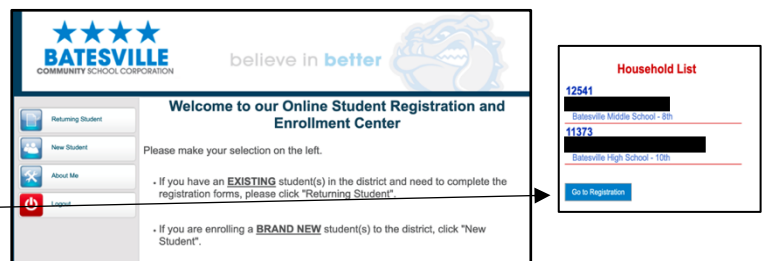 ★★★★
BATESVILLE
COMMUNITY SCHOOL CORPORATION
believe in better
Returning Student
New Student
About Me
Logout
Welcome to our Online Student Registration and
Enrollment Center
Please make your selection on the left.
• If you have an EXISTING student(s) in the district and need to complete the
registration forms, please click "Returning Student".
• If you are enrolling a BRAND NEW student(s) to the district, click "New
Student".
Household List
12541
Batesville Middle School - 8th
11373
Batesville High School - 10th
Go to Registration